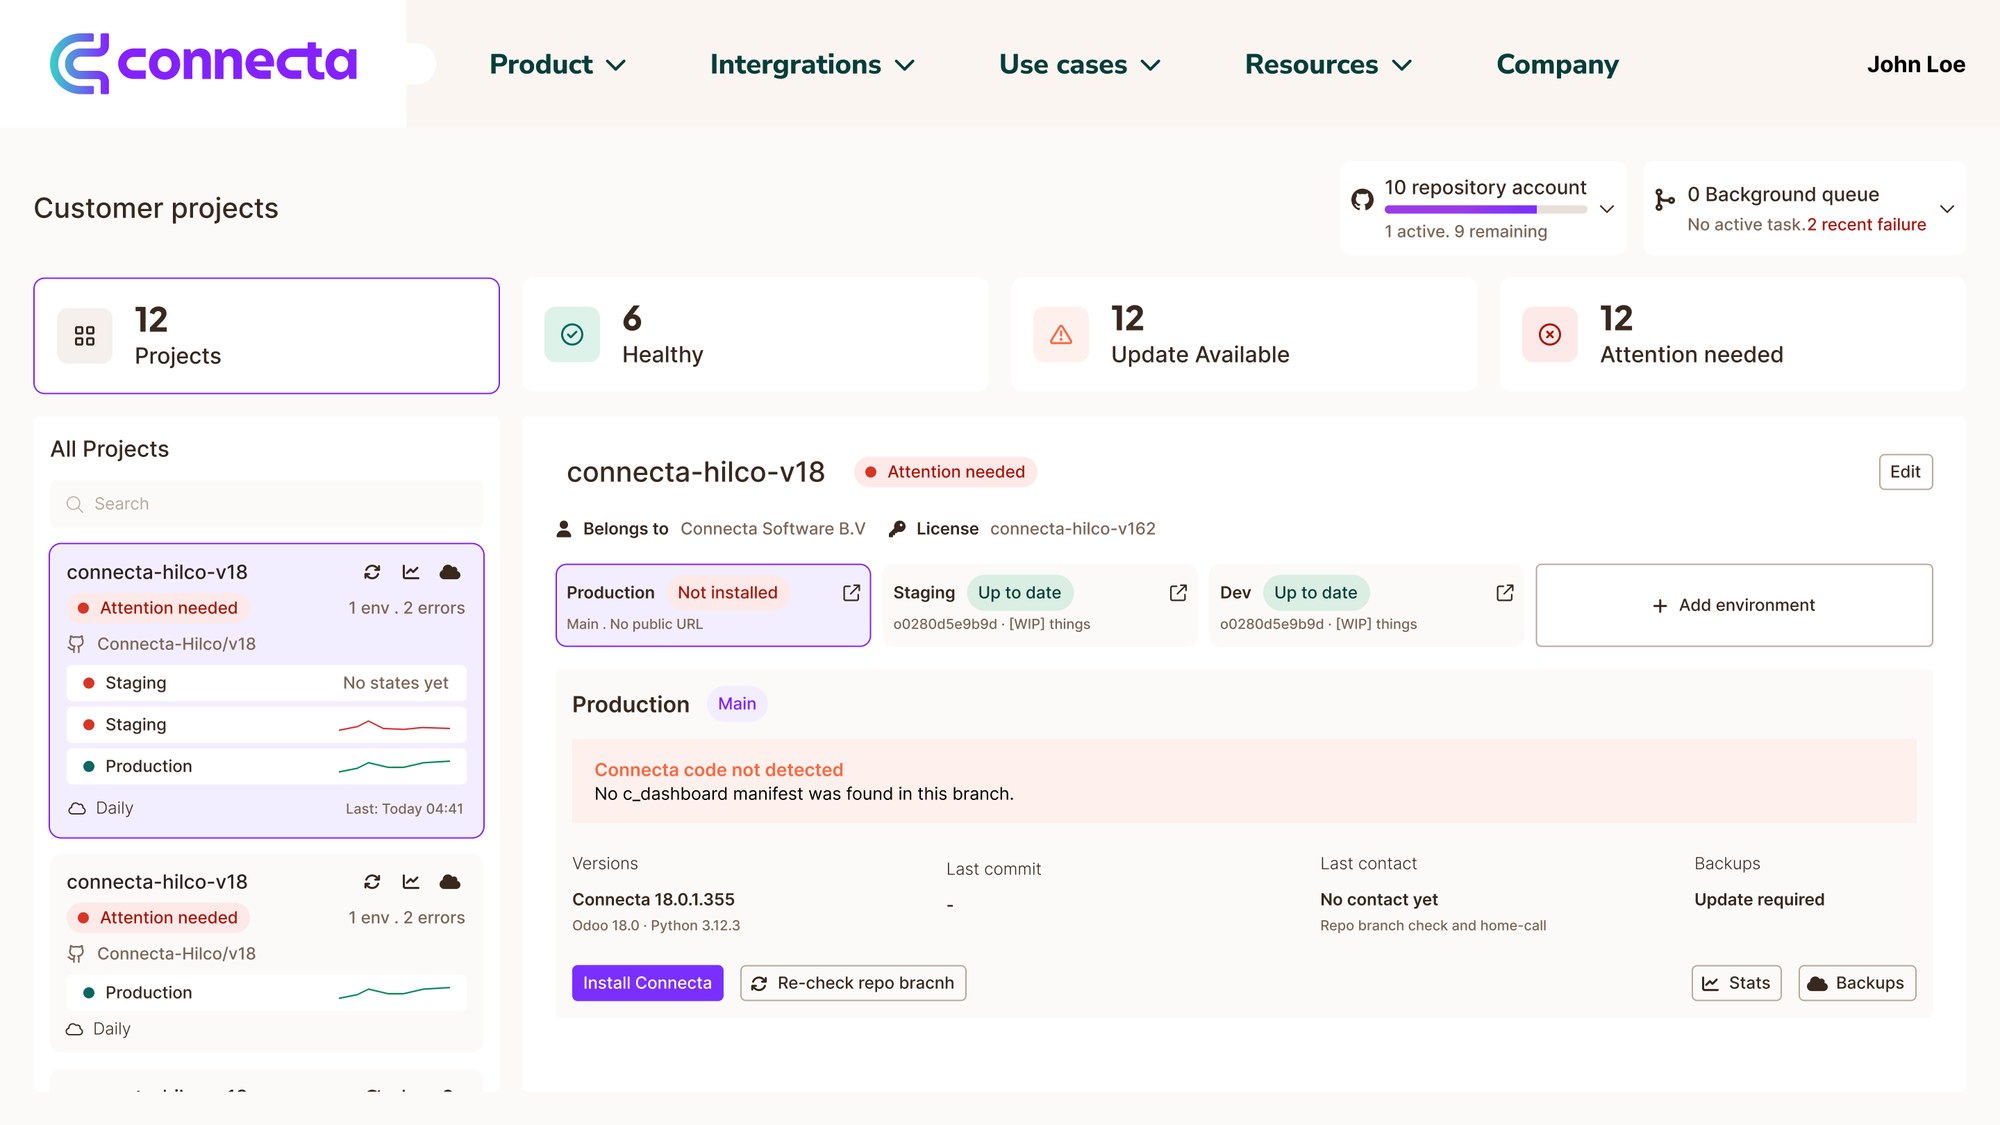 connecta
Product
Intergrations
Use cases
Resources
Company
John Loe
Customer projects
10 repository account
1 active. 9 remaining
0 Background queue
No active task.2 recent failure
12
Projects
6
Healthy
12
Update Available
12
Attention needed
All Projects
Search
connecta-hilco-v18
Attention needed
1 env . 2 errors
Connecta-Hilco/v18
Staging
No states yet
Staging
Production
Daily
Last: Today 04:41
connecta-hilco-v18
Attention needed
1 env . 2 errors
Connecta-Hilco/v18
Production
Daily
connecta-hilco-v18
Attention needed
Edit
Belongs to Connecta Software B.V
License connecta-hilco-v162
Production Not installed
Main . No public URL
Staging Up to date
o0280d5e9b9d · [WIP] things
Dev Up to date
o0280d5e9b9d · [WIP] things
+ Add environment
Production Main
Connecta code not detected
No c_dashboard manifest was found in this branch.
Versions
Connecta 18.0.1.355
Odoo 18.0 · Python 3.12.3
Last commit
-
Last contact
No contact yet
Repo branch check and home-call
Backups
Update required
Install Connecta
Re-check repo bracnh
Stats
Backups